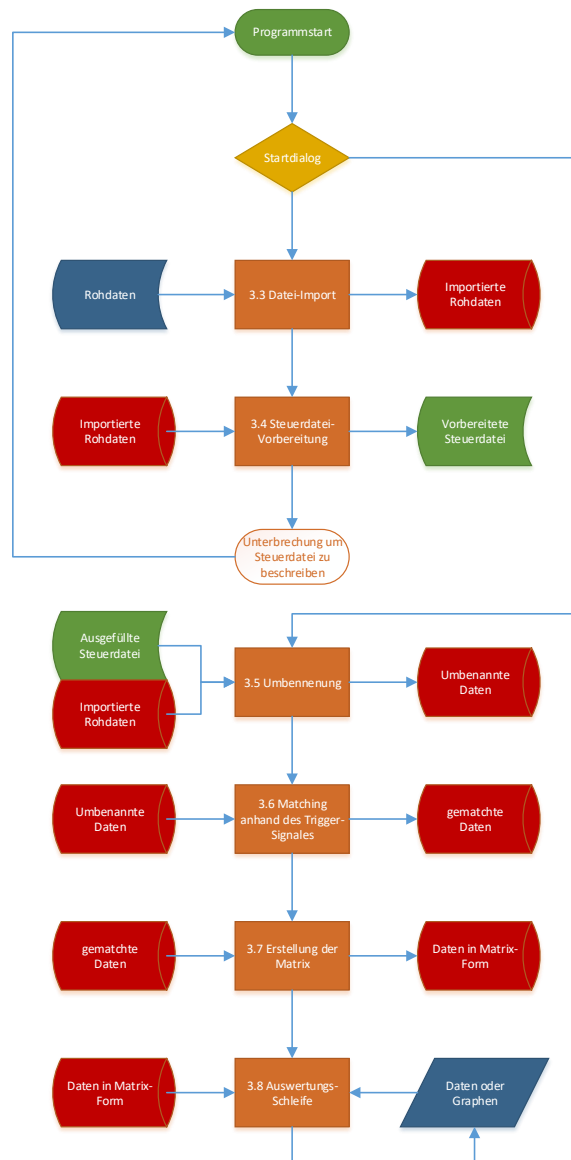 Programmstart
Startdialog
Rohdaten
3.3 Datei-Import
Importierte
Rohdaten
Importierte
Rohdaten
3.4 Steuerdatei-
Vorbereitung
Vorbereitete
Steuerdatei
Unterbrechung um
Steuerdatei zu
beschreiben
Ausgefüllte
Steuerdatei
Importierte
Rohdaten
3.5 Umbennenung
Umbenannte
Daten
Umbenannte
Daten
3.6 Matching
anhand des Trigger-
Signales
gematchte
Daten
gematchte
Daten
3.7 Erstellung der
Matrix
Daten in Matrix-
Form
Daten in Matrix-
Form
3.8 Auswertungs-
Schleife
Daten oder
Graphen